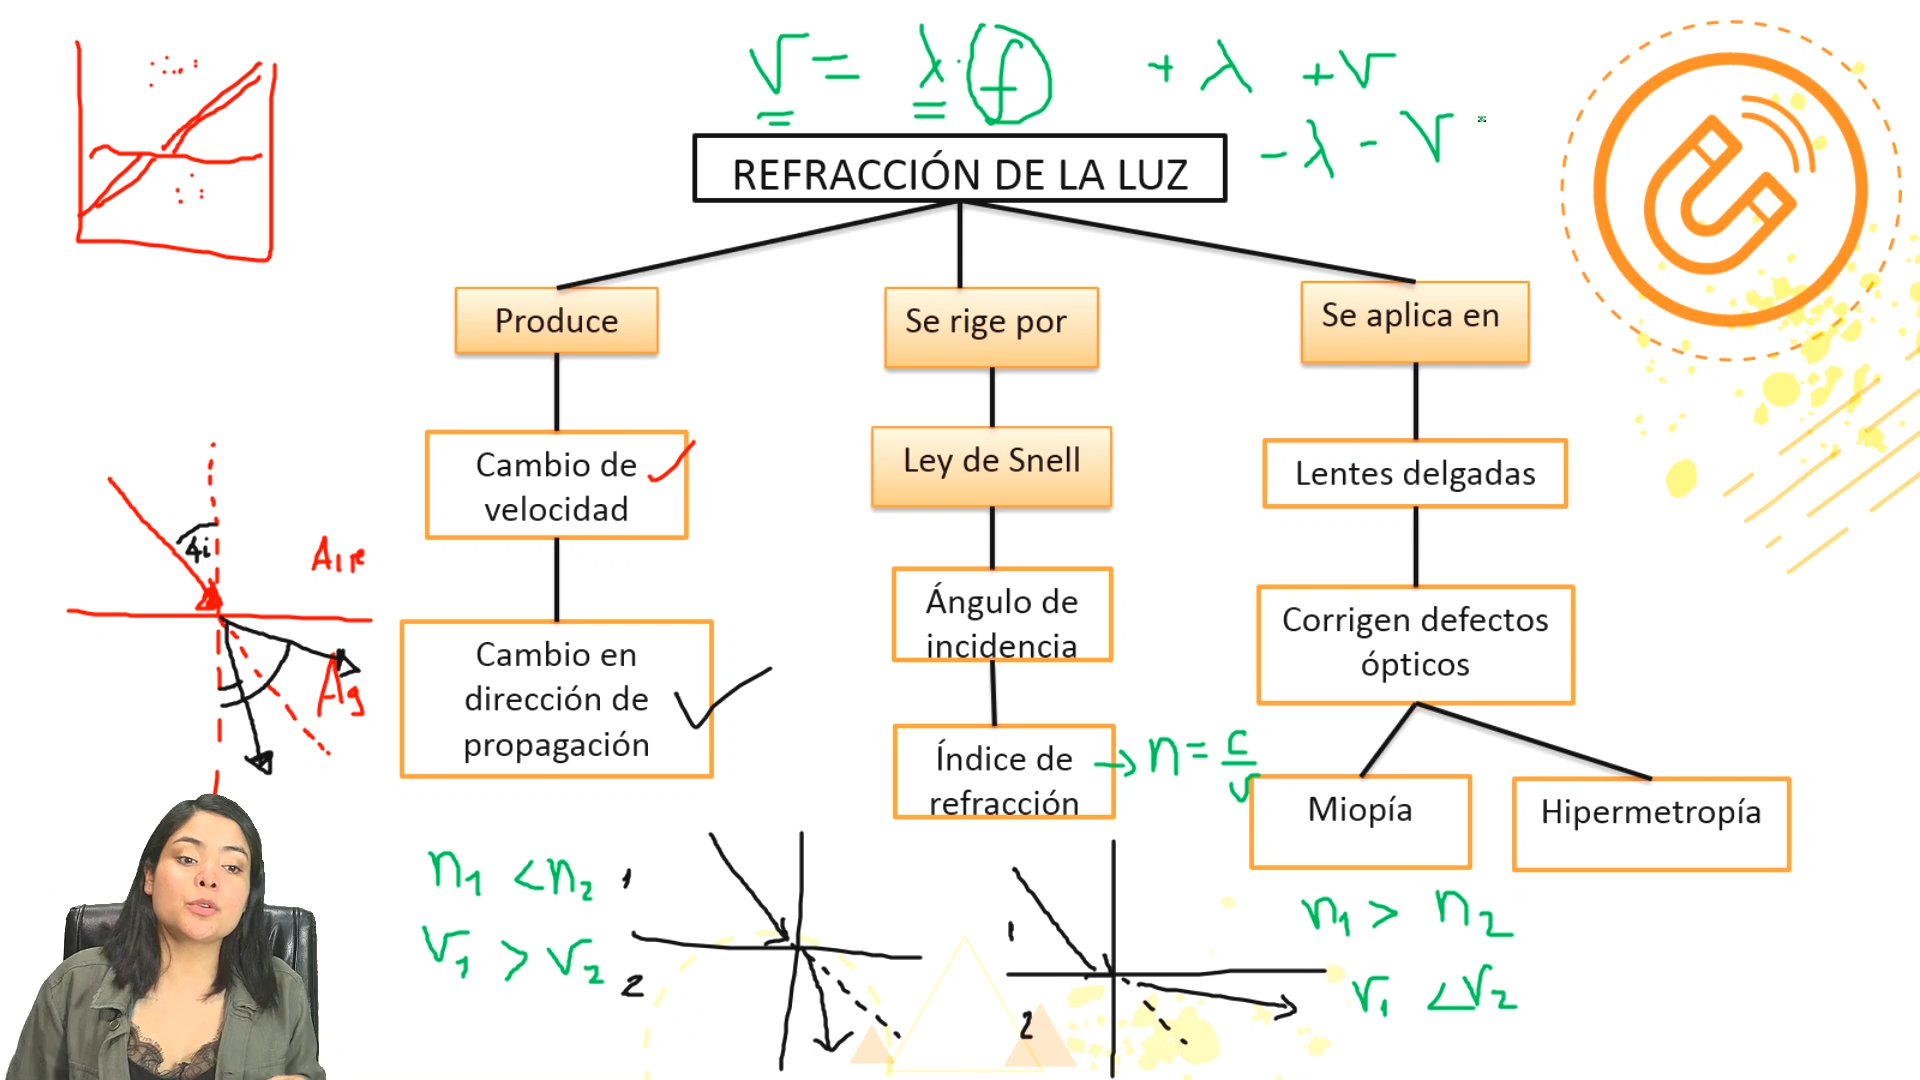 v = λ · f
+ λ + v
- λ - v
REFRACCIÓN DE LA LUZ
Produce
Se rige por
Se aplica en
Cambio de
velocidad
Ley de Snell
Lentes delgadas
4i
Aire
Cambio en
dirección de
propagación
Ag
Ángulo de
incidencia
Corrigen defectos
ópticos
Índice de
refracción
→ n = c/v
Miopía
Hipermetropía
n1 < n2
v1 > v2
1
2
1
2
n1 > n2
v1 < v2